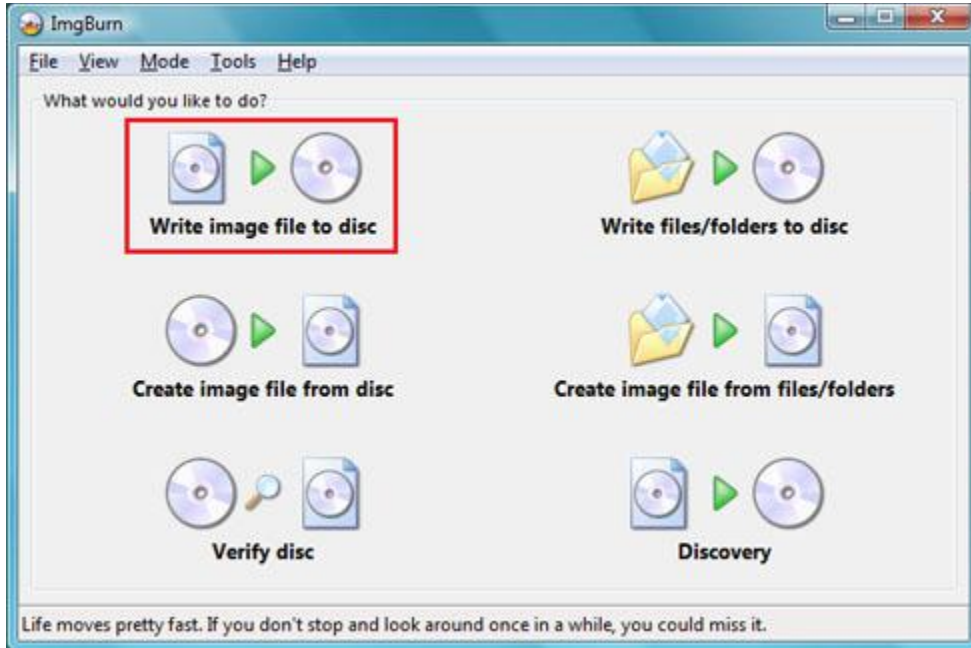 ImgBurn
File View Mode Tools Help
What would you like to do?
Write image file to disc
Write files/folders to disc
Create image file from disc
Create image file from files/folders
Verify disc
Discovery
Life moves pretty fast. If you don't stop and look around once in a while, you could miss it.